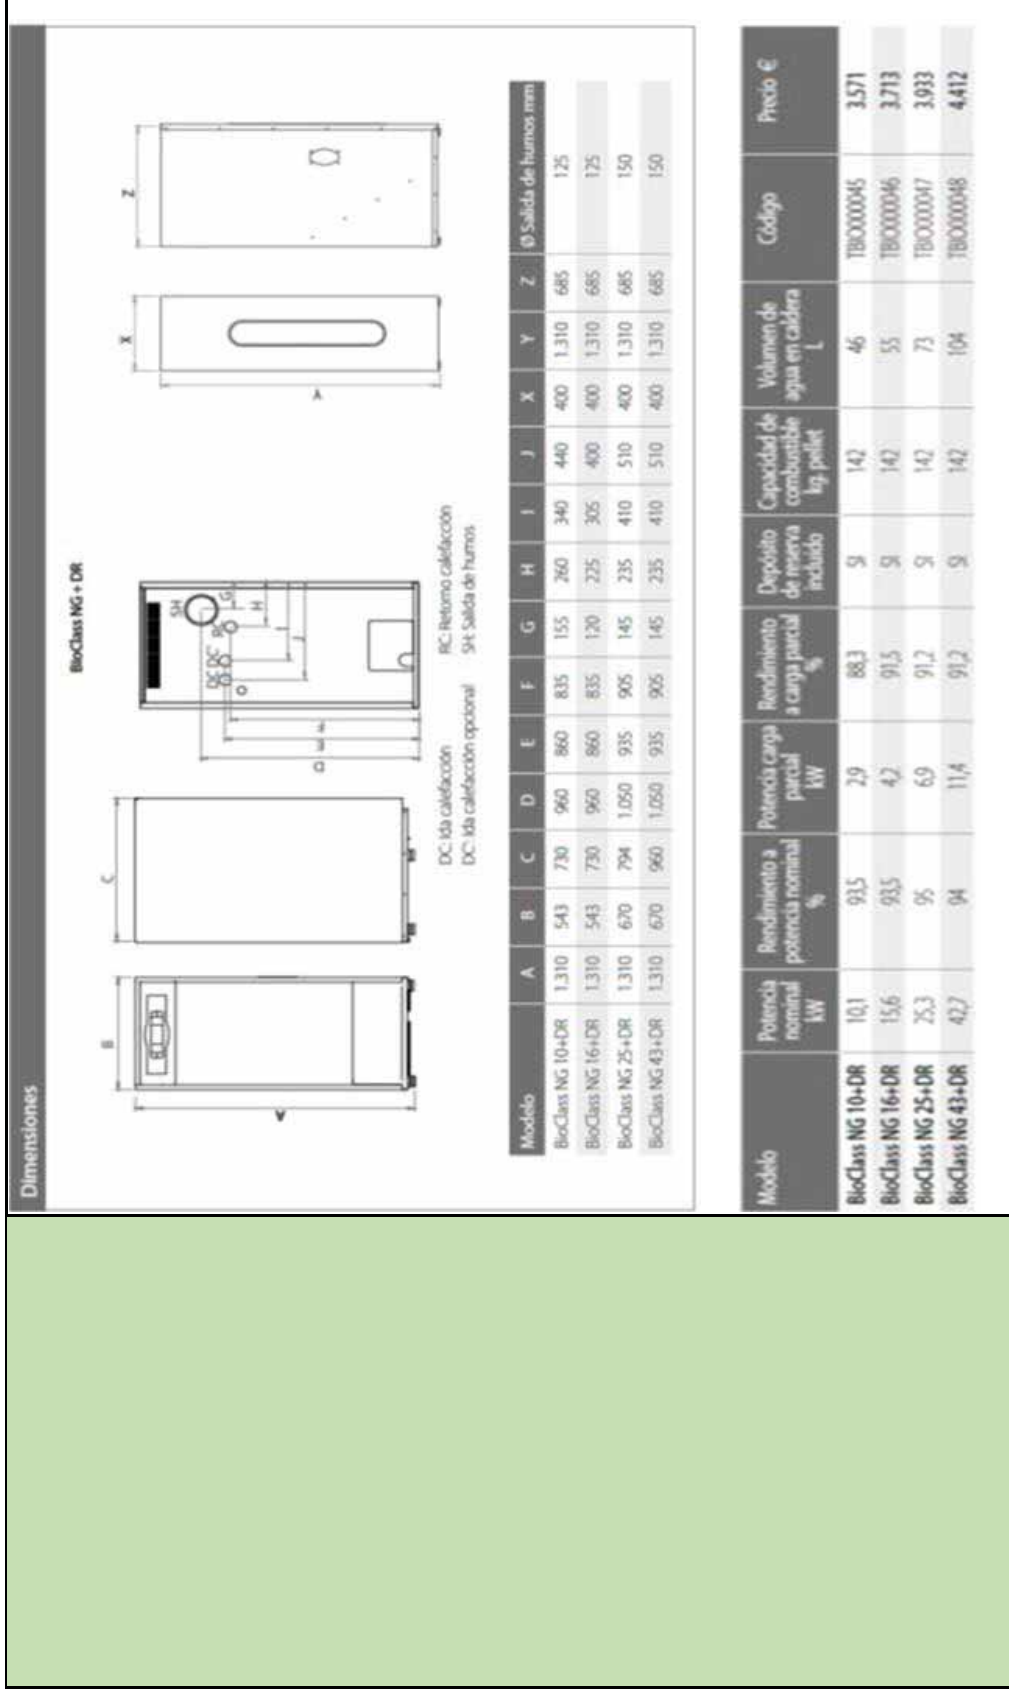 Dimensiones
BioClass NG + DR
B
C
X
Z
A
D
E
F
DC DC'
RC
SH
G
H
I
J
Y
DC: Ida calefacción RC: Retorno calefacción
DC': Ida calefacción opcional SH: Salida de humos
Modelo A B C D E F G H I J X Y Z Ø Salida de humos mm
BioClass NG 10+DR 1.310 543 730 960 860 835 155 260 340 440 400 1.310 685 125
BioClass NG 16+DR 1.310 543 730 960 860 835 120 225 305 400 400 1.310 685 125
BioClass NG 25+DR 1.310 670 794 1.050 935 905 145 235 410 510 400 1.310 685 150
BioClass NG 43+DR 1.310 670 960 1.050 935 905 145 235 410 510 400 1.310 685 150
Modelo Potencia nominal kW Rendimiento a potencia nominal % Potencia carga parcial kW Rendimiento a carga parcial % Depósito de reserva incluido Capacidad de combustible kg. pellet Volumen de agua en caldera L Código Precio €
BioClass NG 10+DR 10,1 93,5 2,9 88,3 SI 142 46 TBIO000045 3.571
BioClass NG 16+DR 15,6 93,5 4,2 91,5 SI 142 55 TBIO000046 3.713
BioClass NG 25+DR 25,3 95 6,9 91,2 SI 142 73 TBIO000047 3.933
BioClass NG 43+DR 42,7 94 11,4 91,2 SI 142 104 TBIO000048 4.412